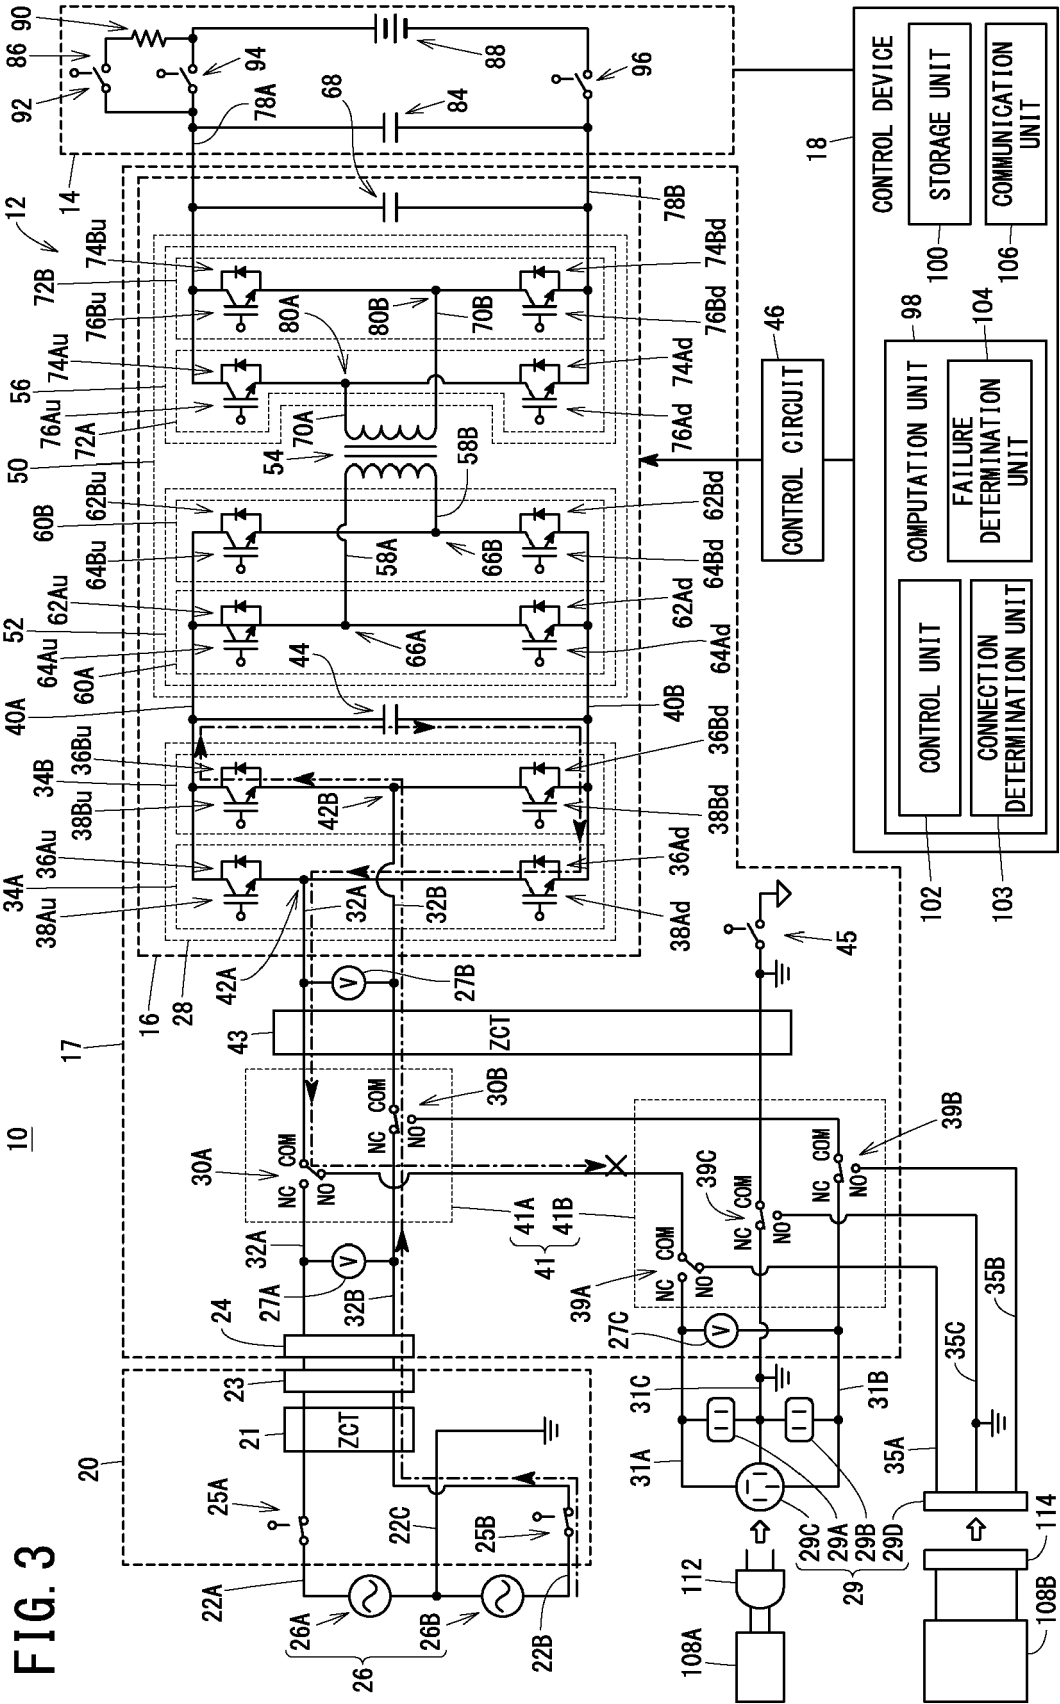 FIG. 3
10
12
14
86
90
92
94
78A
68
84
88
96
72B
74Bu
76Bu
80A
80B
70B
74Bd
76Bd
78B
56
74Au
76Au
72A
70A
54
58B
74Ad
76Ad
50
60B
62Bu
64Bu
58A
66B
62Bd
64Bd
52
62Au
64Au
60A
66A
62Ad
64Ad
40A
44
40B
34B
36Bu
38Bu
42B
36Bd
38Bd
34A
36Au
38Au
42A
32A
32B
36Ad
38Ad
16
28
17
43
ZCT
V
27B
45
30A
NC
COM
NO
30B
NC
COM
NO
41A
41B
41
39A
NC
COM
NO
39C
NC
COM
NO
39B
NC
COM
NO
32A
V
27A
32B
24
23
21
ZCT
20
25A
22A
22C
25B
22B
26A
26B
26
V
27C
31A
31C
31B
35A
35C
35B
29C
29A
29B
29D
29
112
108A
114
108B
46
CONTROL CIRCUIT
18
CONTROL DEVICE
98
COMPUTATION UNIT
102
CONTROL UNIT
103
CONNECTION
DETERMINATION UNIT
104
FAILURE
DETERMINATION
UNIT
100
STORAGE UNIT
106
COMMUNICATION
UNIT